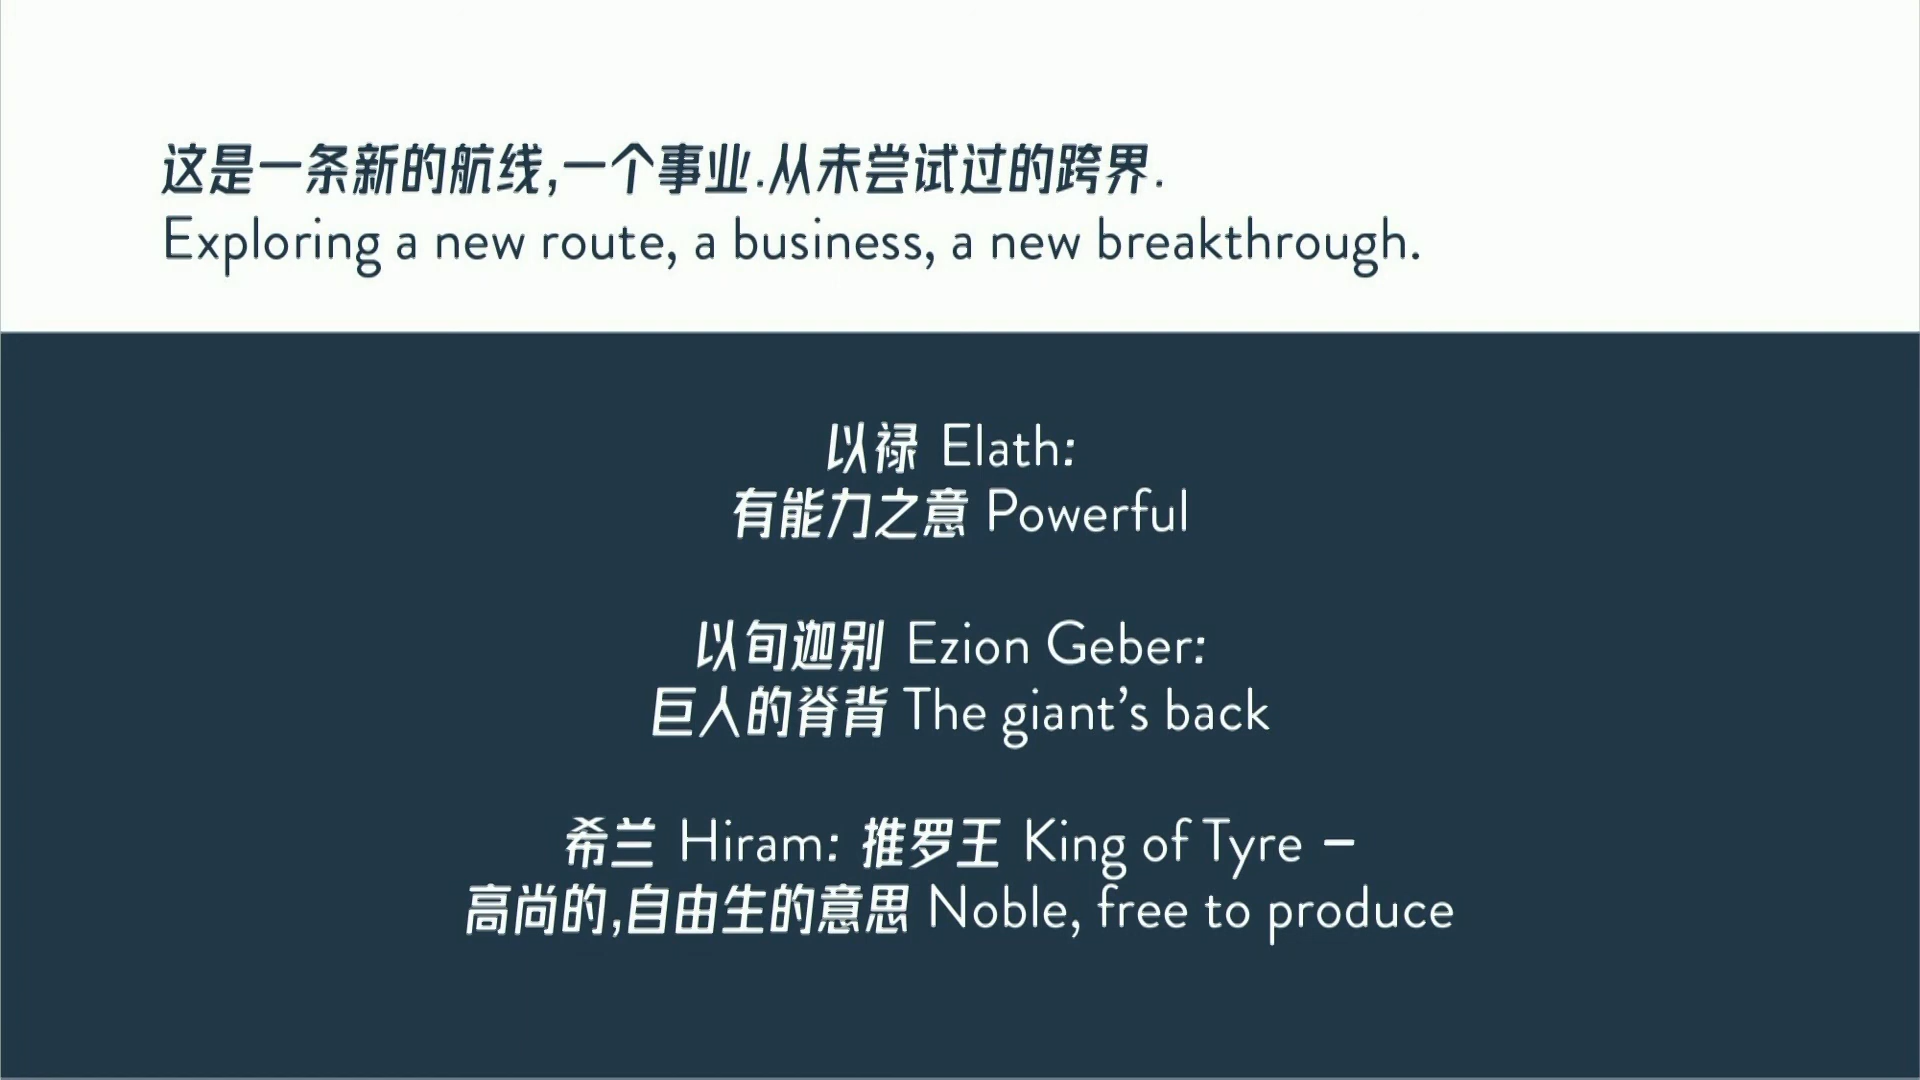 这是一条新的航线,一个事业.从未尝试过的跨界.
Exploring a new route, a business, a new breakthrough.
以禄 Elath:
有能力之意 Powerful
以旬迦别 Ezion Geber:
巨人的脊背 The giant's back
希兰 Hiram: 推罗王 King of Tyre –
高尚的,自由生的意思 Noble, free to produce